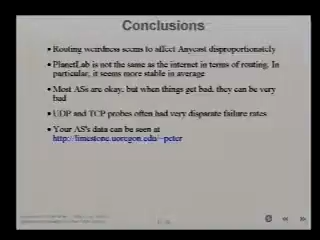 Conclusions
Routing weirdness seems to affect Anycast disproportionately
PlanetLab is not the same as the internet in terms of routing. In
particular, it seems more stable in average
Most ASs are okay, but when things get bad, they can be very
bad
UDP and TCP probes often had very disparate failure rates
Your AS's data can be seen at
http://limestone.uoregon.edu/~peter